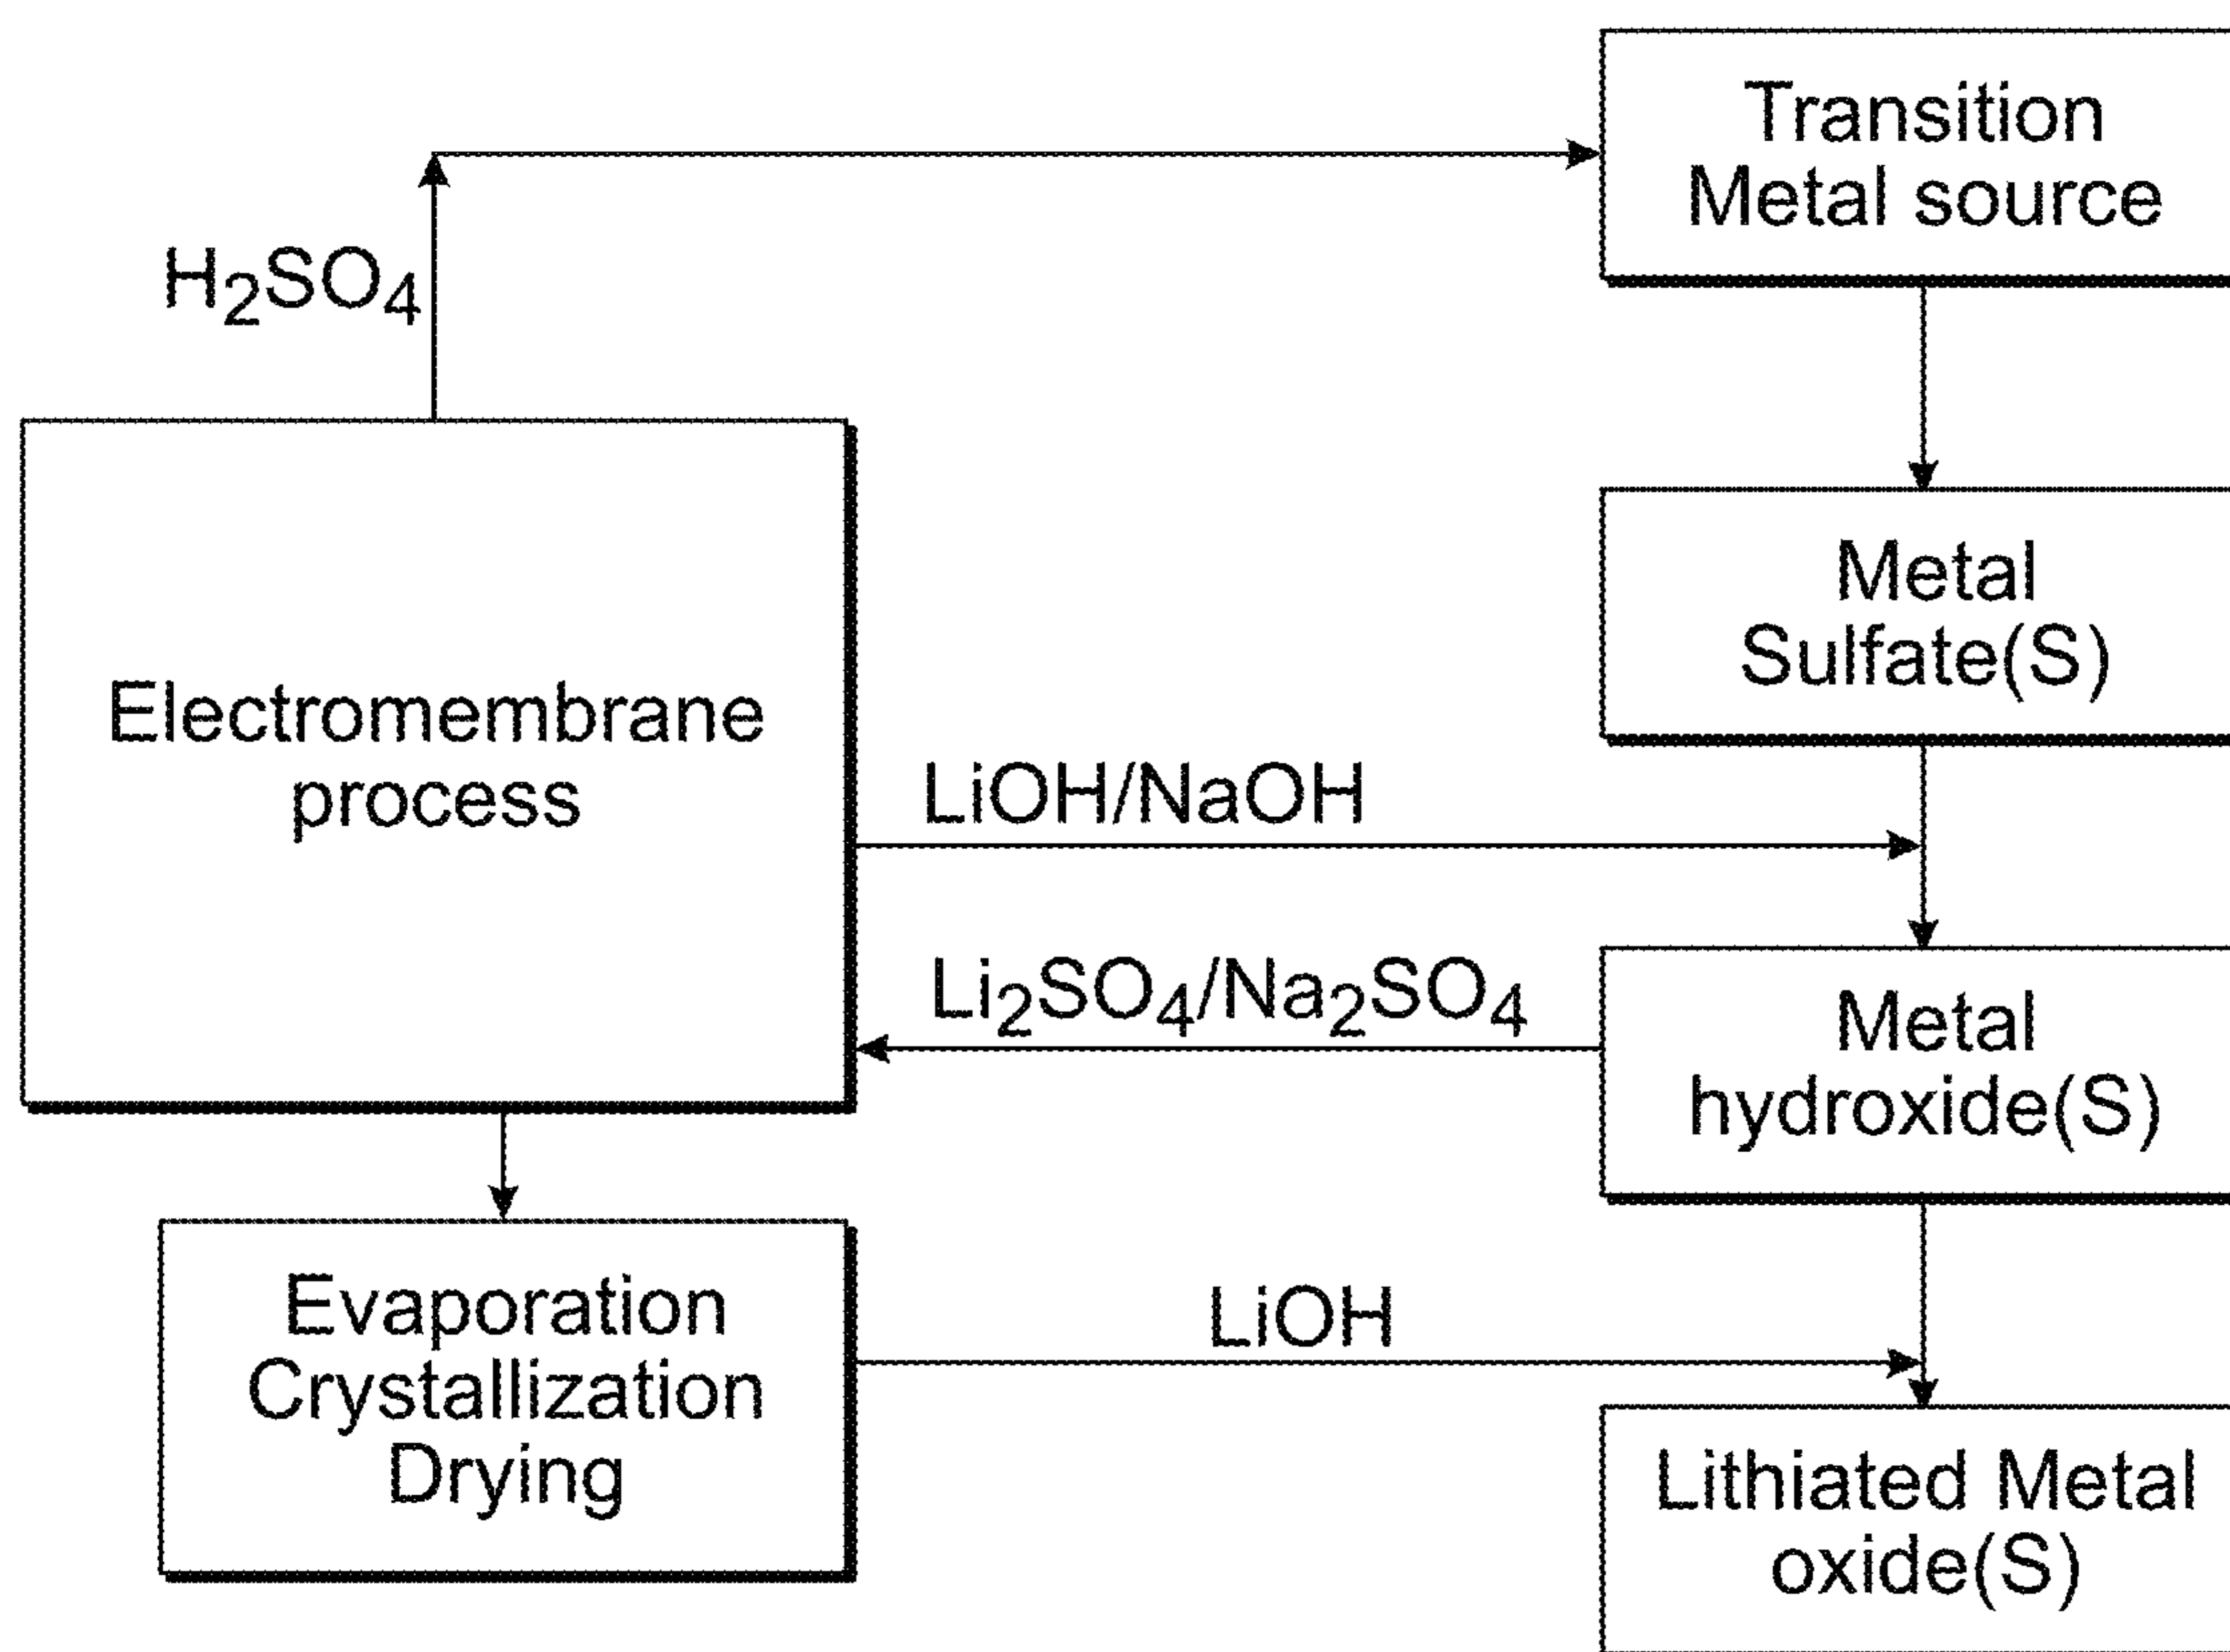 Transition
Metal source
H₂SO₄
Metal
Sulfate(S)
Electromembrane
process
LiOH/NaOH
Li₂SO₄/Na₂SO₄
Metal
hydroxide(S)
Evaporation
Crystallization
Drying
LiOH
Lithiated Metal
oxide(S)